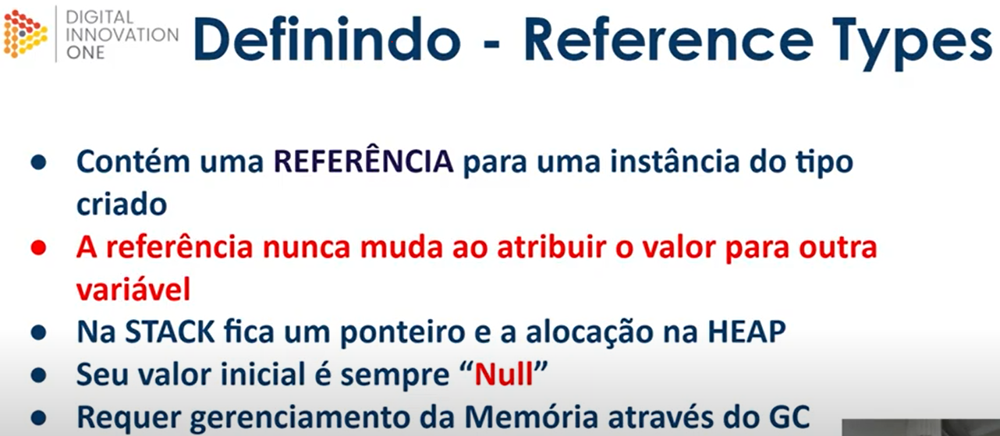 DIGITAL
INNOVATION
ONE
Definindo - Reference Types
● Contém uma REFERÊNCIA para uma instância do tipo
criado
● A referência nunca muda ao atribuir o valor para outra
variável
● Na STACK fica um ponteiro e a alocação na HEAP
● Seu valor inicial é sempre “Null”
● Requer gerenciamento da Memória através do GC